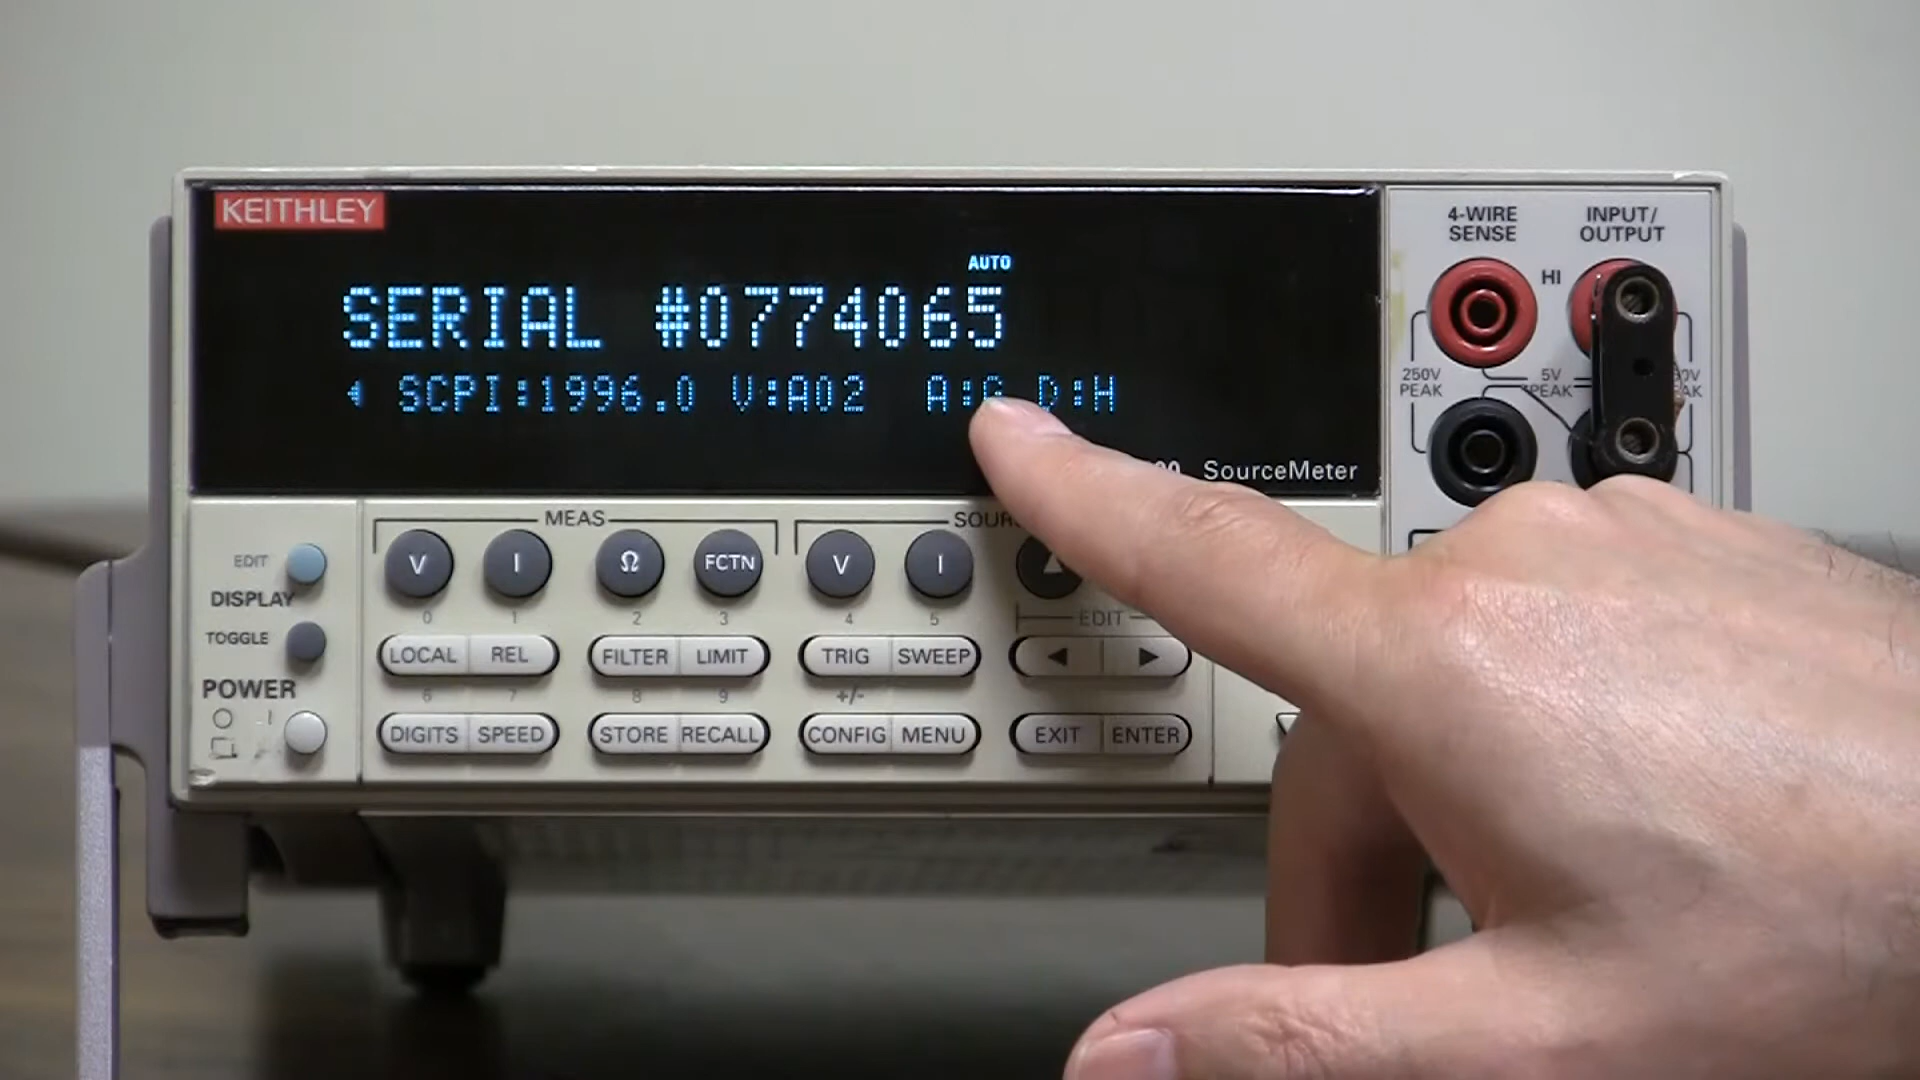 KEITHLEY
AUTO
SERIAL #0774065
SCPI:1996.0 V:A02 A:G D:H
SourceMeter
4-WIRE
SENSE
INPUT/
OUTPUT
HI
250V
PEAK
5V
PEAK
MEAS
EDIT
DISPLAY
TOGGLE
POWER
V I Ω FCTN V I
0 1 2 3 4 5
EDIT
LOCAL REL FILTER LIMIT TRIG SWEEP
6 7 8 9 +/-
DIGITS SPEED STORE RECALL CONFIG MENU EXIT ENTER